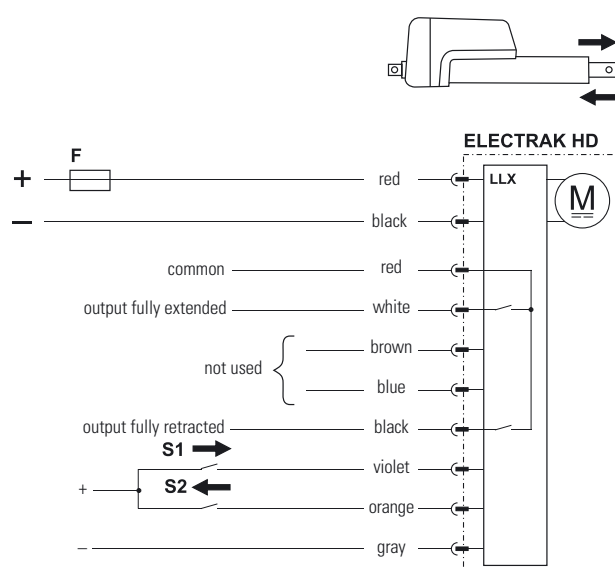 ELECTRAK HD
F
+ red LLX
M
– black
common red
output fully extended white
brown
not used
blue
output fully retracted black
S1 violet
+ S2
orange
– gray